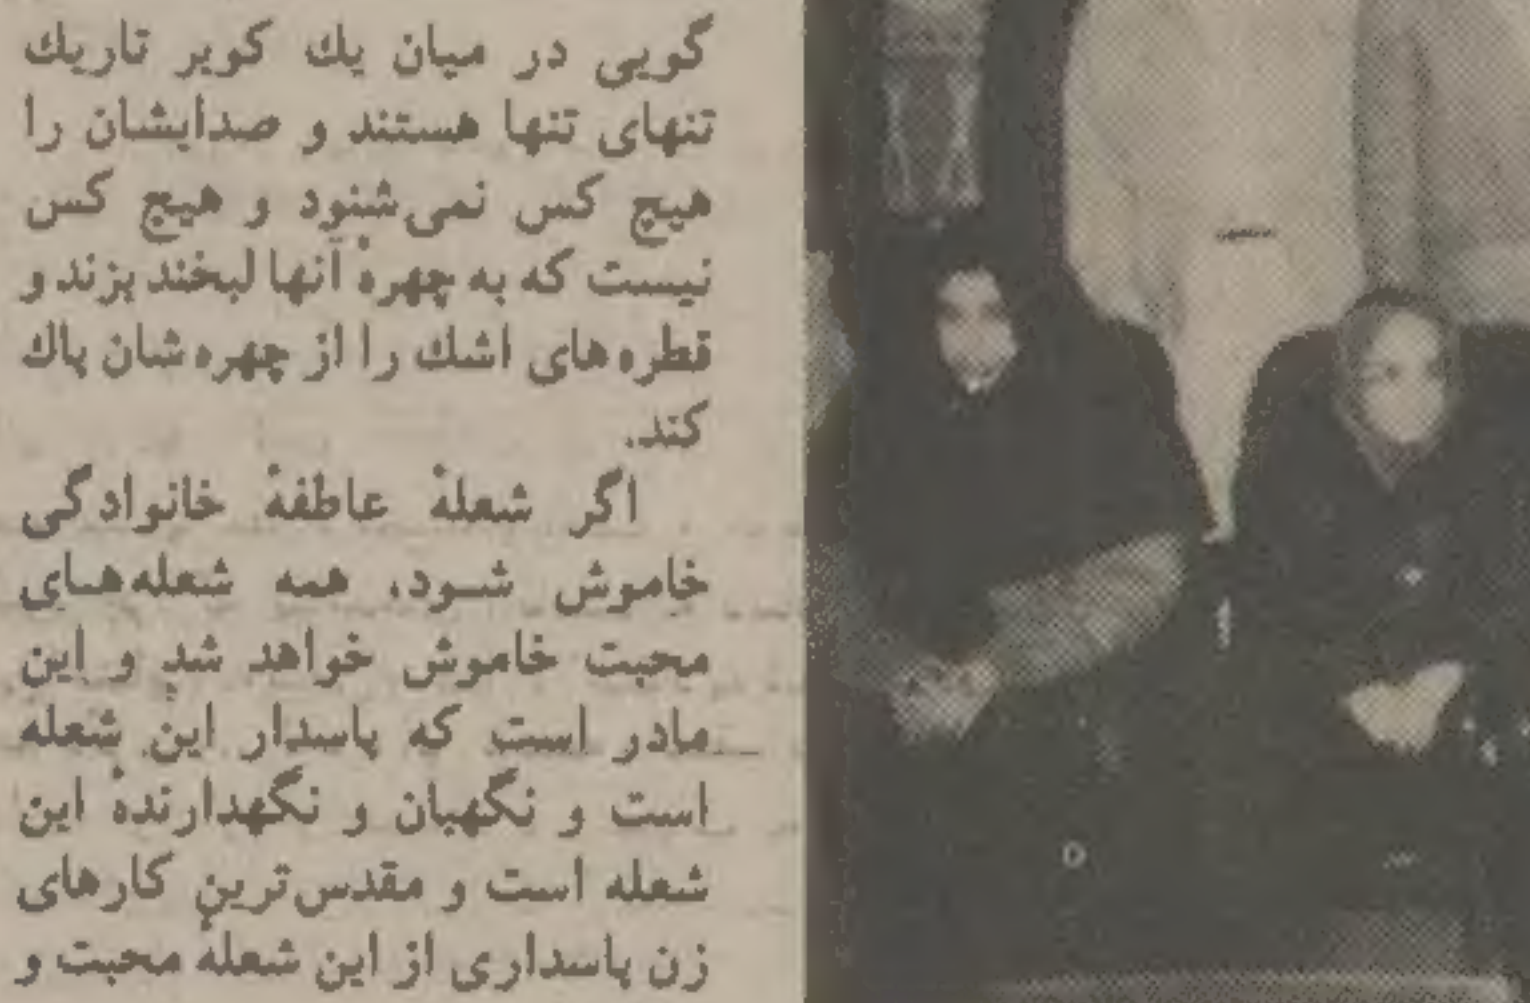 گویی در میان یك کویر تاریك
تنهای تنها هستند و صدایشان را
هیچ کس نمی‌شنود و هیچ کس
نیست که به چهرهٔ آنها لبخند بزند و
قطره‌های اشك را از چهره‌شان پاك
کند.
اگر شعلهٔ عاطفهٔ خانوادگی
خاموش شود، همه شعله‌های
محبت خاموش خواهد شد و این
مادر است که پاسدار این شعله
است و نگهبان و نگهدارندهٔ این
شعله است و مقدس‌ترین کارهای
زن پاسداری از این شعلهٔ محبت و